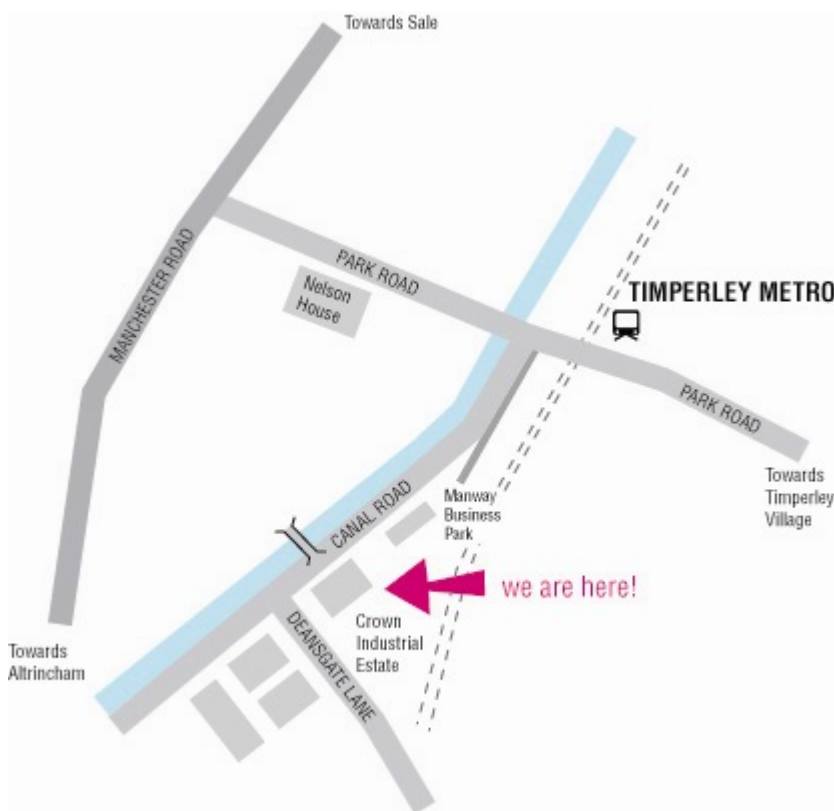 Towards Sale
MANCHESTER ROAD
PARK ROAD
Nelson
House
TIMPERLEY METRO
PARK ROAD
Towards
Timperley
Village
CANAL ROAD
Manway
Business
Park
we are here!
Crown
Industrial
Estate
DEANSGATE LANE
Towards
Altrincham